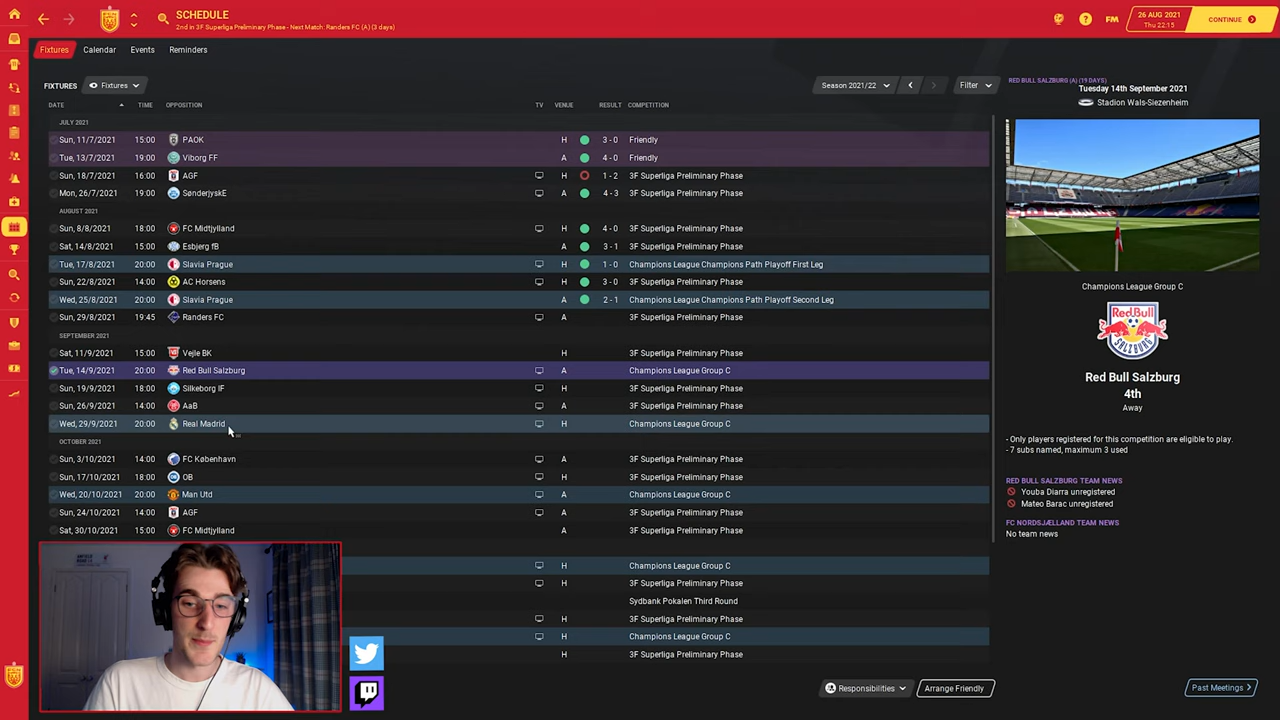 SCHEDULE
2nd in 3F Superliga Preliminary Phase - Next Match: Randers FC (A) (3 days)
FM
26 AUG 2021
Thu 22:15
CONTINUE
Fixtures
Calendar
Events
Reminders
FIXTURES
Fixtures
Season 2021/22
Filter
DATE TIME OPPOSITION TV VENUE RESULT COMPETITION
JULY 2021
Sun, 11/7/2021 15:00 PAOK H 3 - 0 Friendly
Tue, 13/7/2021 19:00 Viborg FF A 4 - 0 Friendly
Sun, 18/7/2021 16:00 AGF H 1 - 2 3F Superliga Preliminary Phase
Mon, 26/7/2021 19:00 SønderjyskE A 4 - 3 3F Superliga Preliminary Phase
AUGUST 2021
Sun, 8/8/2021 18:00 FC Midtjylland H 4 - 0 3F Superliga Preliminary Phase
Sat, 14/8/2021 15:00 Esbjerg fB A 3 - 1 3F Superliga Preliminary Phase
Tue, 17/8/2021 20:00 Slavia Prague H 1 - 0 Champions League Champions Path Playoff First Leg
Sun, 22/8/2021 14:00 AC Horsens H 3 - 0 3F Superliga Preliminary Phase
Wed, 25/8/2021 20:00 Slavia Prague A 2 - 1 Champions League Champions Path Playoff Second Leg
Sun, 29/8/2021 19:45 Randers FC A 3F Superliga Preliminary Phase
SEPTEMBER 2021
Sat, 11/9/2021 15:00 Vejle BK H 3F Superliga Preliminary Phase
Tue, 14/9/2021 20:00 Red Bull Salzburg A Champions League Group C
Sun, 19/9/2021 18:00 Silkeborg IF A 3F Superliga Preliminary Phase
Sun, 26/9/2021 14:00 AaB H 3F Superliga Preliminary Phase
Wed, 29/9/2021 20:00 Real Madrid H Champions League Group C
OCTOBER 2021
Sun, 3/10/2021 14:00 FC København A 3F Superliga Preliminary Phase
Sun, 17/10/2021 18:00 OB H 3F Superliga Preliminary Phase
Wed, 20/10/2021 20:00 Man Utd A Champions League Group C
Sun, 24/10/2021 14:00 AGF A 3F Superliga Preliminary Phase
Sat, 30/10/2021 15:00 FC Midtjylland A 3F Superliga Preliminary Phase
H Champions League Group C
H 3F Superliga Preliminary Phase
Sydbank Pokalen Third Round
H 3F Superliga Preliminary Phase
H Champions League Group C
H 3F Superliga Preliminary Phase
Responsibilities
Arrange Friendly
RED BULL SALZBURG (A) (19 DAYS)
Tuesday 14th September 2021
Stadion Wals-Siezenheim
Champions League Group C
Red Bull
SALZBURG
Red Bull Salzburg
4th
Away
- Only players registered for this competition are eligible to play.
- 7 subs named, maximum 3 used
RED BULL SALZBURG TEAM NEWS
Youba Diarra unregistered
Mateo Barac unregistered
FC NORDSJÆLLAND TEAM NEWS
No team news
Past Meetings